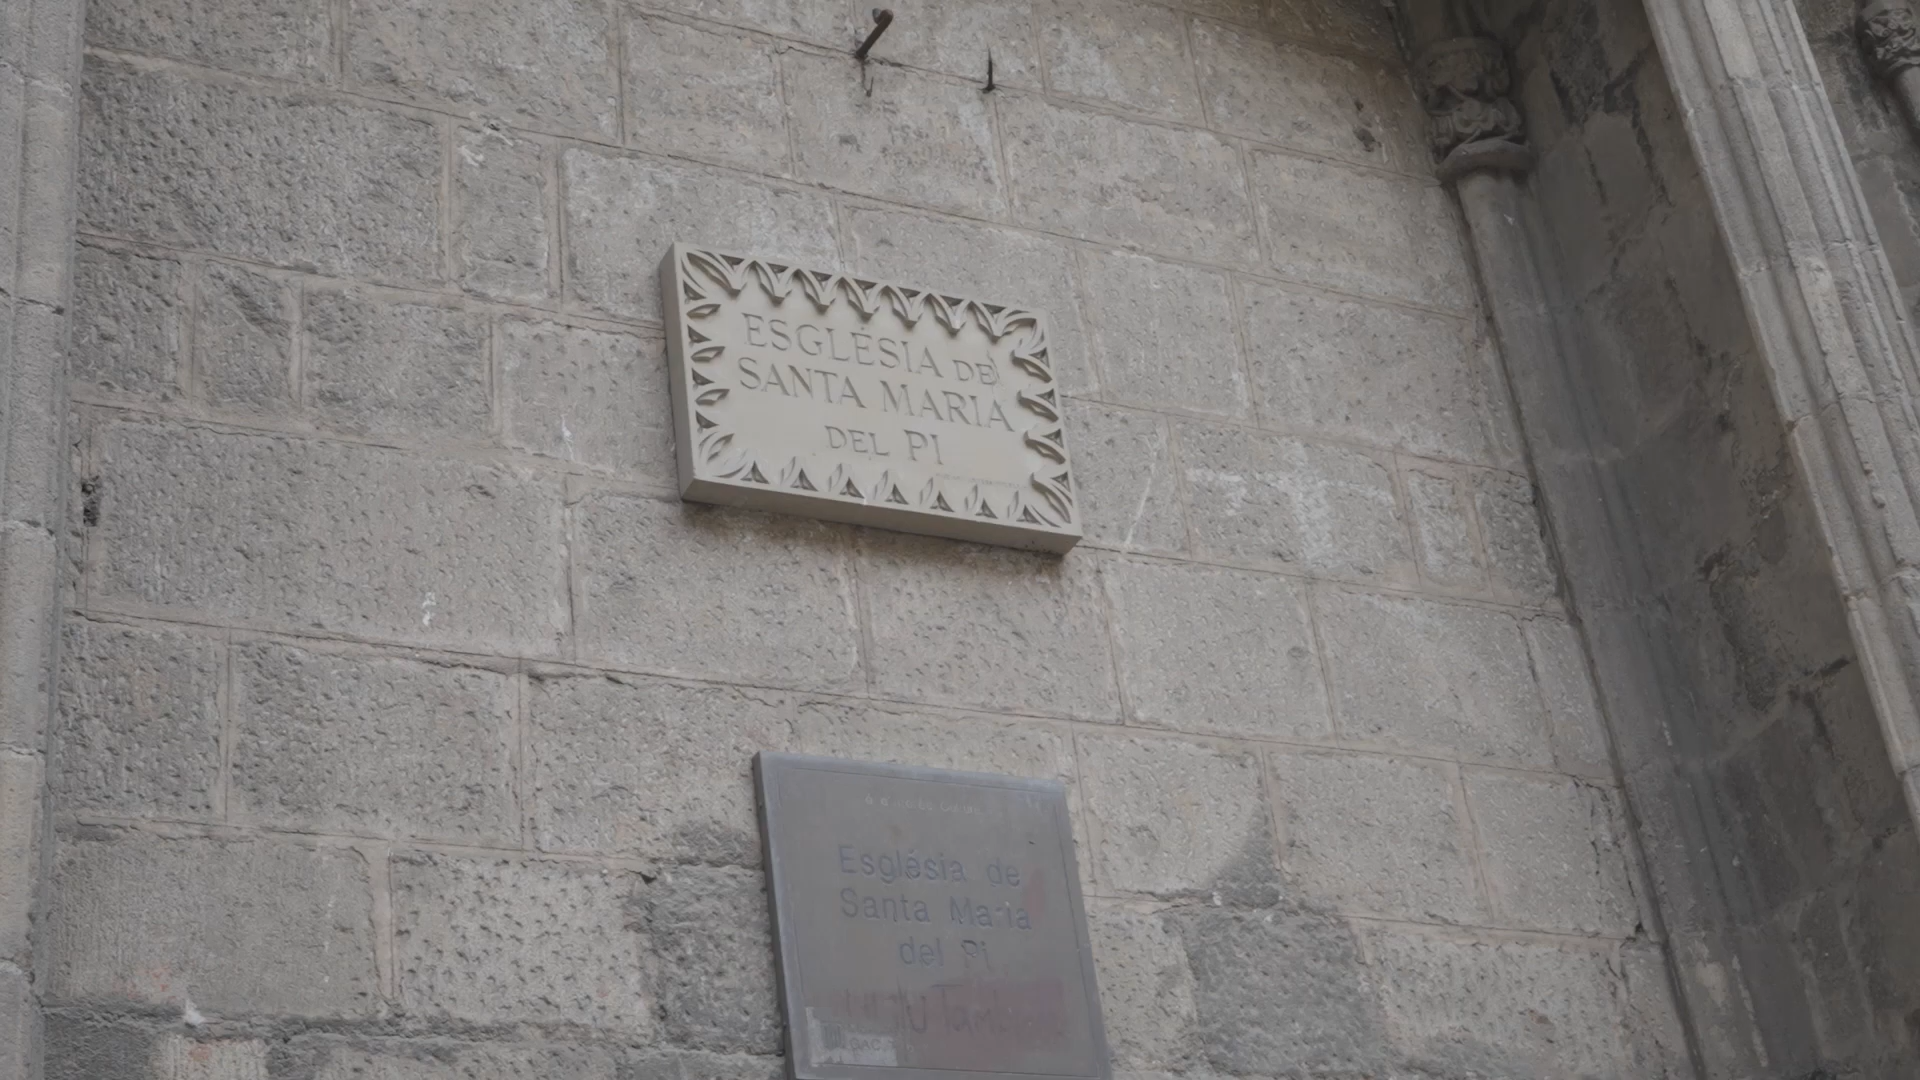 ESGLÉSIA DE
SANTA MARIA
DEL PI
Església de
Santa Maria
del Pi